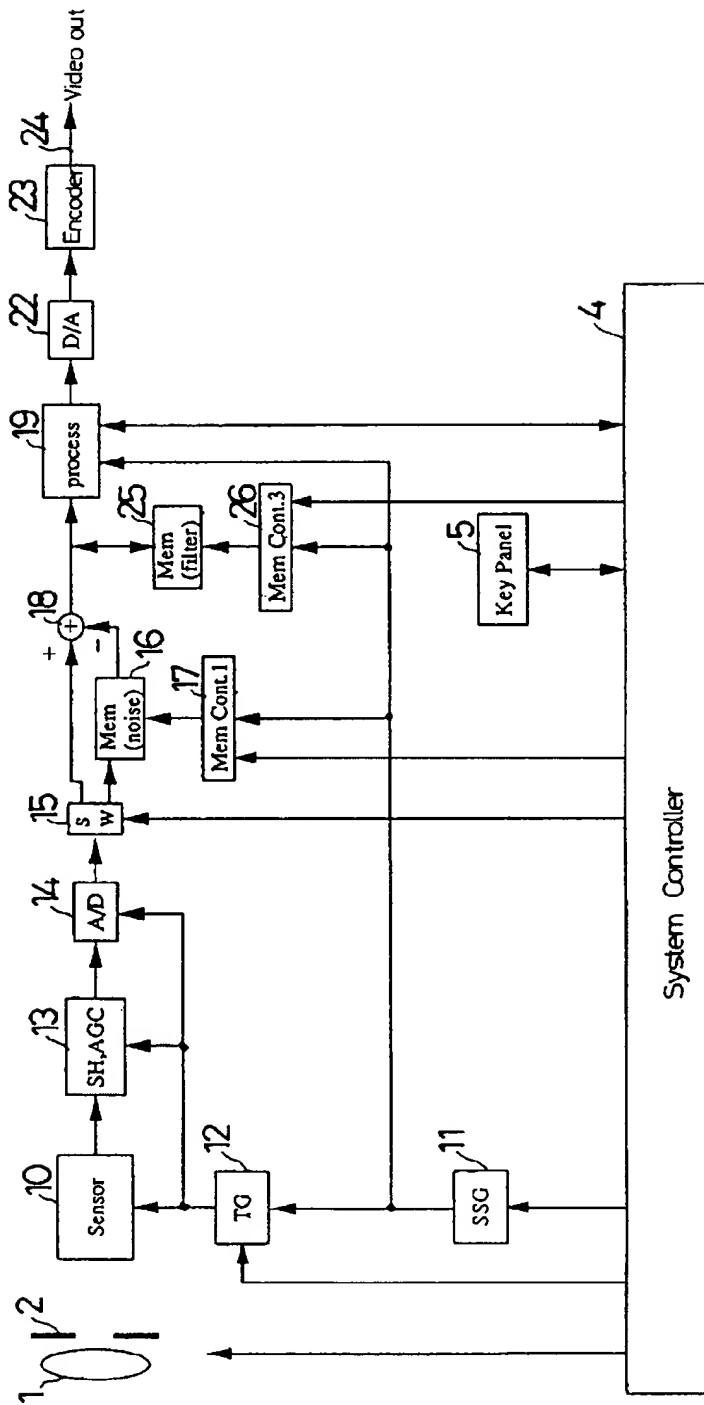 1
2
10
Sensor
13
SH,AGC
14
A/D
15
S
W
+
18
+
-
16
Mem
(noise)
17
Mem Cont.1
25
Mem
(filter)
26
Mem Cont.3
19
process
22
D/A
23
Encoder
24
Video out
12
TG
11
SSG
5
Key Panel
4
System Controller